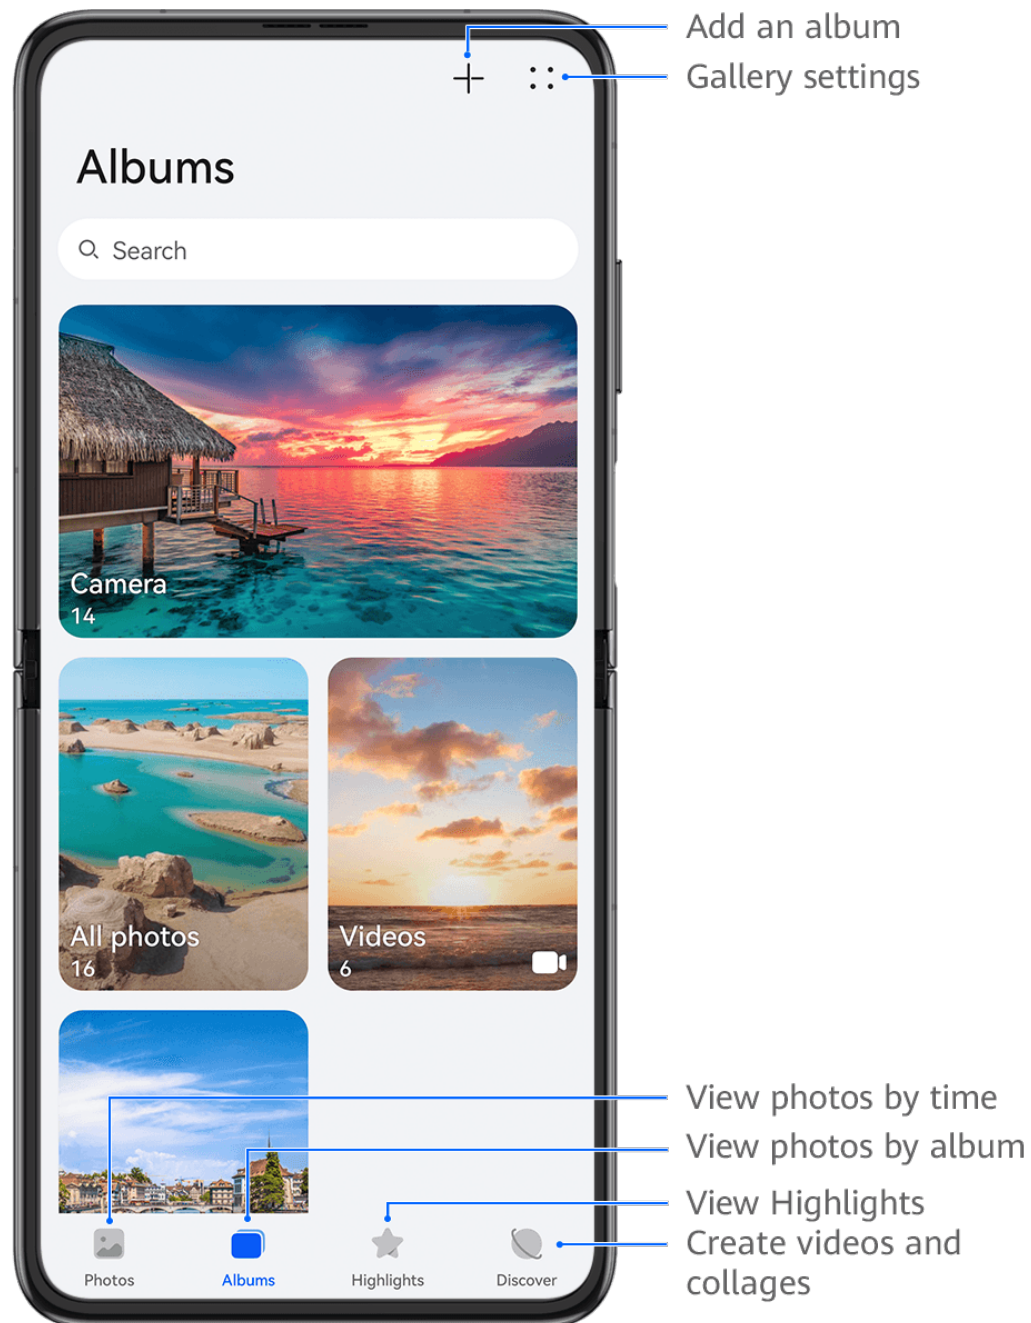 Add an album
Gallery settings
Albums
Search
Camera
14
All photos
16
Videos
6
View photos by time
View photos by album
View Highlights
Create videos and
collages
Photos
Albums
Highlights
Discover